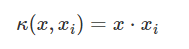 κ(x, x_i) = x · x_i